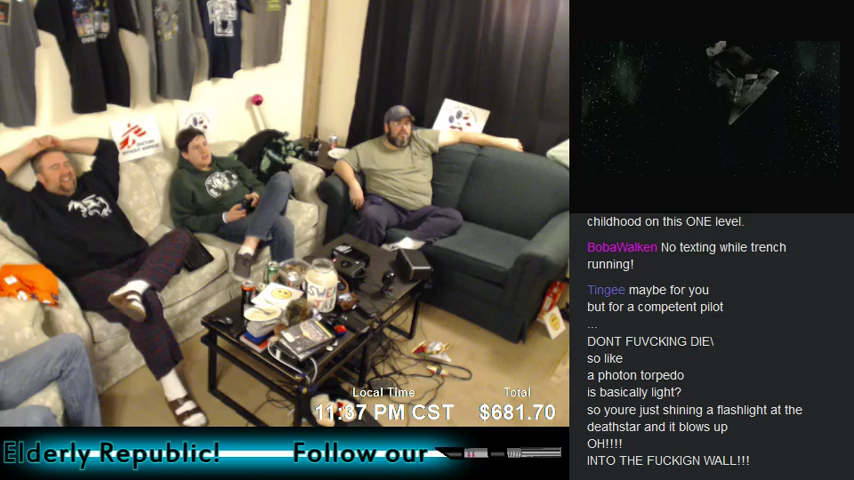 SWEAR
Local Time
Total
11:37 PM CST
$681.70
Elderly Republic!
Follow our
childhood on this ONE level.
BobaWalken No texting while trench
running!
Tingee maybe for you
but for a competent pilot
...
DONT FUVCKING DIE\
so like
a photon torpedo
is basically light?
so youre just shining a flashlight at the
deathstar and it blows up
OH!!!!
INTO THE FUCKIGN WALL!!!